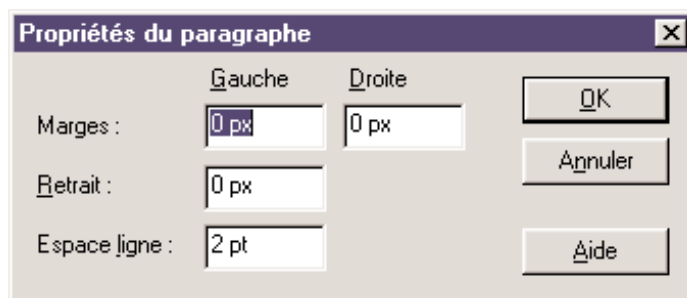 Propriétés du paragraphe
Gauche Droite
Marges : 0 px 0 px
OK
Annuler
Retrait : 0 px
Espace ligne : 2 pt
Aide